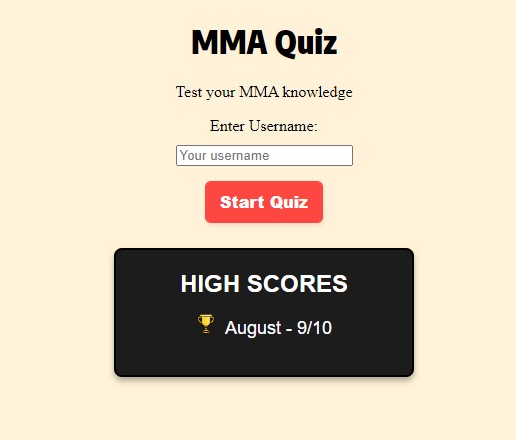 MMA Quiz
Test your MMA knowledge
Enter Username:
Your username
Start Quiz
HIGH SCORES
August - 9/10